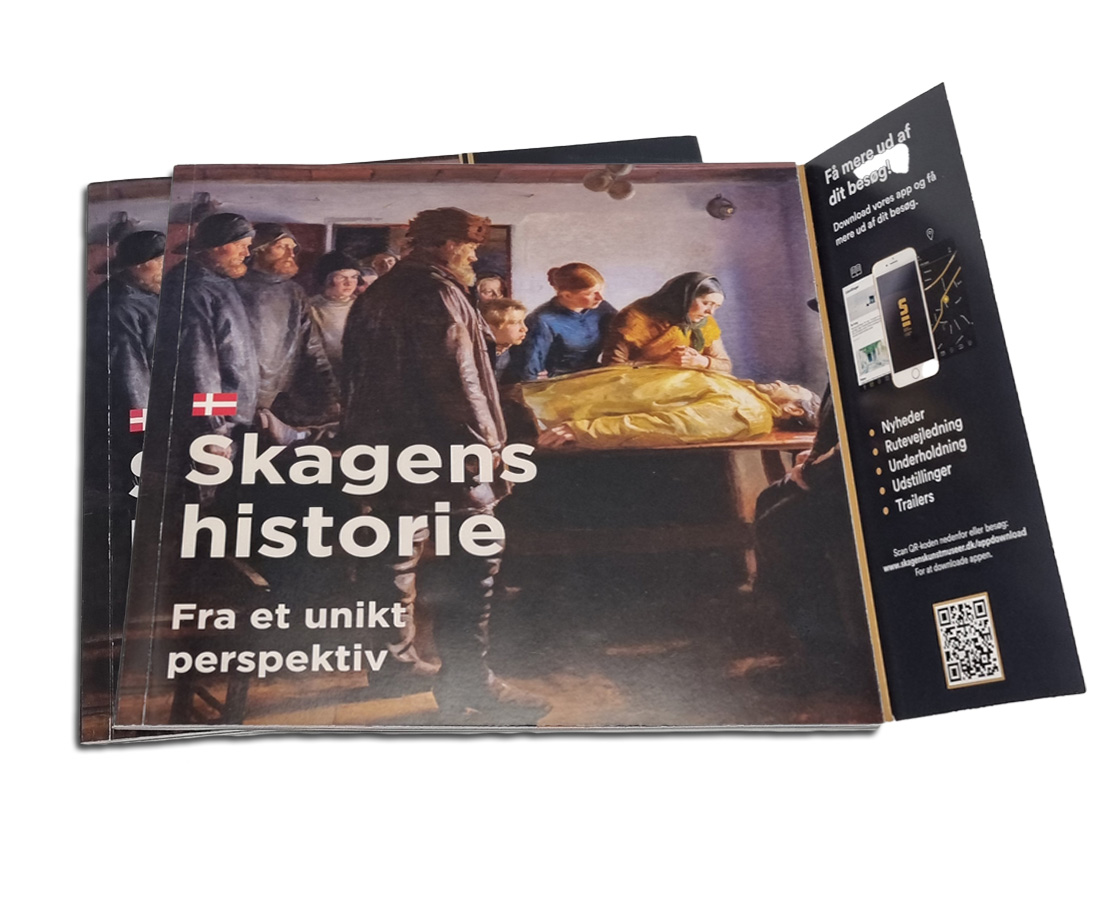 Skagens
historie
Fra et unikt
perspektiv
Få mere ud af
dit besøg!
Download vores app og få
mere ud af dit besøg.
Nyheder
Rutevejledning
Underholdning
Udstillinger
Trailers
Scan QR-koden nedenfor eller besøg:
www.skagenskunstmuseer.dk/appdownload
For at downloade appen.